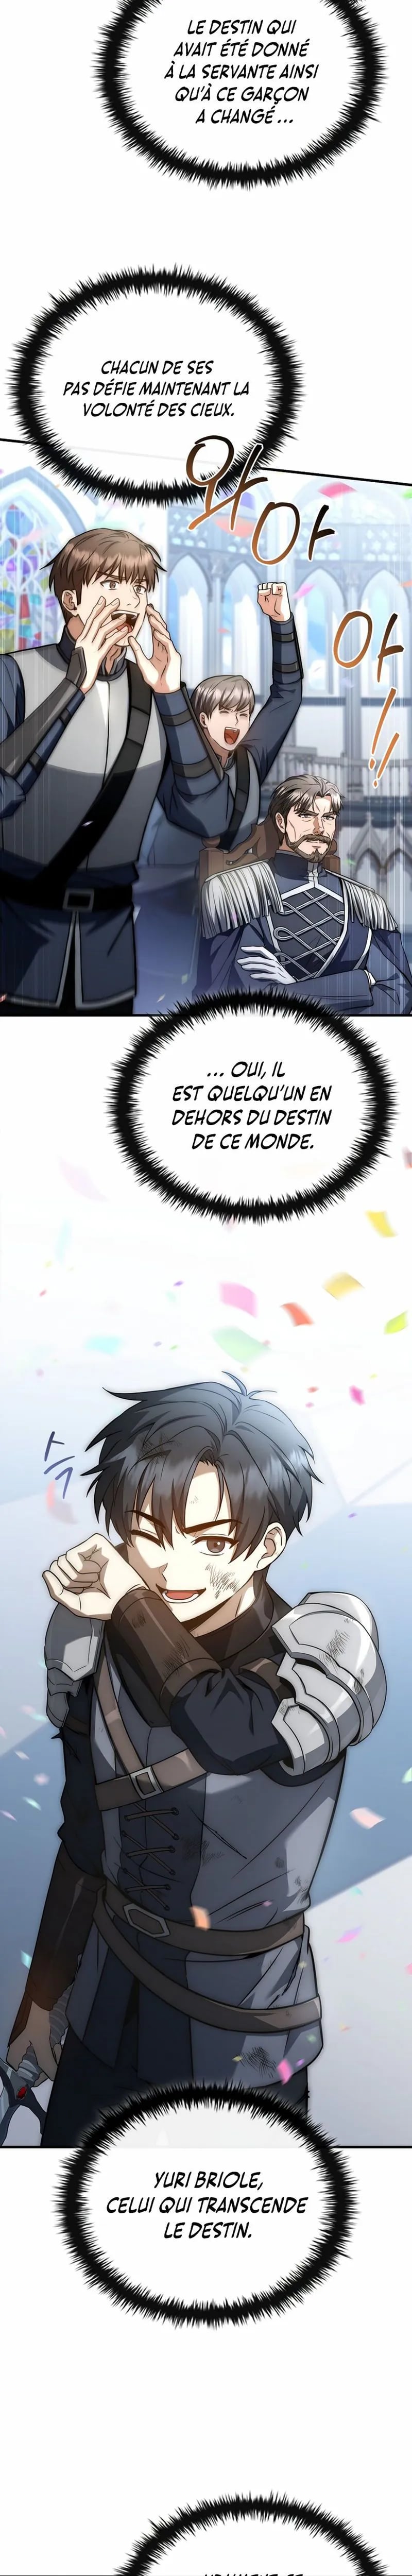 LE DESTIN QUI
AVAIT ÉTÉ DONNÉ
À LA SERVANTE AINSI
QU'À CE GARÇON
A CHANGÉ...
CHACUN DE SES
PAS DÉFIE MAINTENANT LA
VOLONTÉ DES CIEUX.
와아
아!!
... OUI, IL
EST QUELQU'UN EN
DEHORS DU DESTIN
DE CE MONDE.
스윽
YURI BRIOLE,
CELUI QUI TRANSCENDE
LE DESTIN.